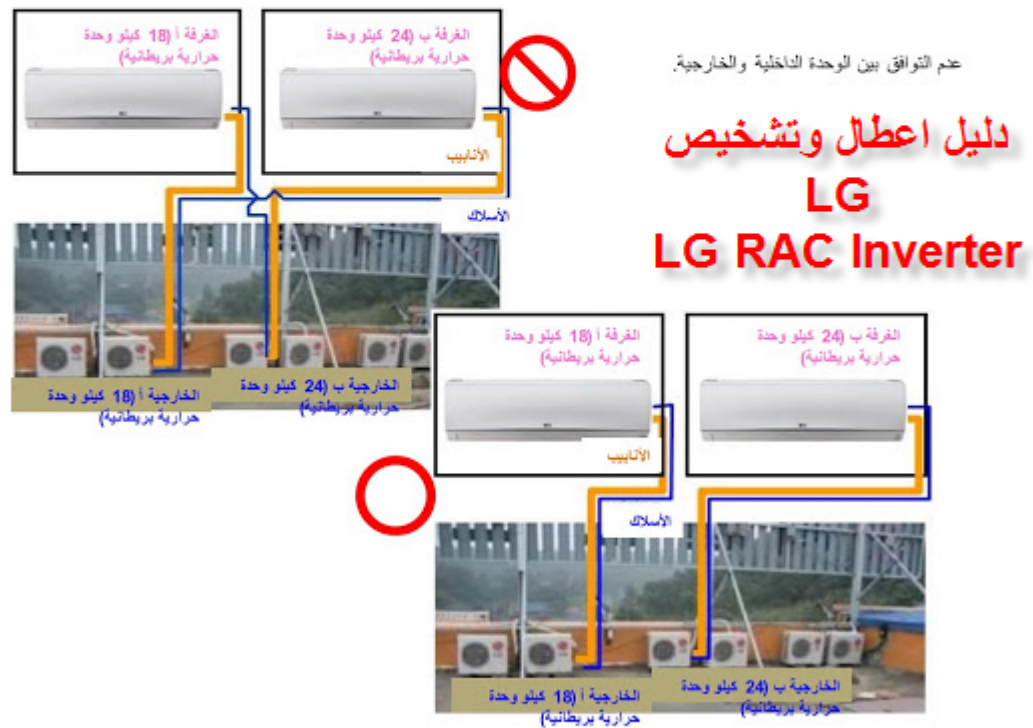 الغرفة أ (18 كيلو وحدة
حرارية بريطانية)
الغرفة ب (24 كيلو وحدة
حرارية بريطانية)
عدم التوافق بين الوحدة الداخلية والخارجية.
دليل اعطال وتشخيص
LG
LG RAC Inverter
الأنابيب
الأسلاك
الخارجية أ (18 كيلو وحدة
حرارية بريطانية)
الخارجية ب (24 كيلو وحدة
حرارية بريطانية)
الغرفة أ (18 كيلو وحدة
حرارية بريطانية)
الغرفة ب (24 كيلو وحدة
حرارية بريطانية)
الأنابيب
الأسلاك
الخارجية أ (18 كيلو وحدة
حرارية بريطانية)
الخارجية ب (24 كيلو وحدة
حرارية بريطانية)